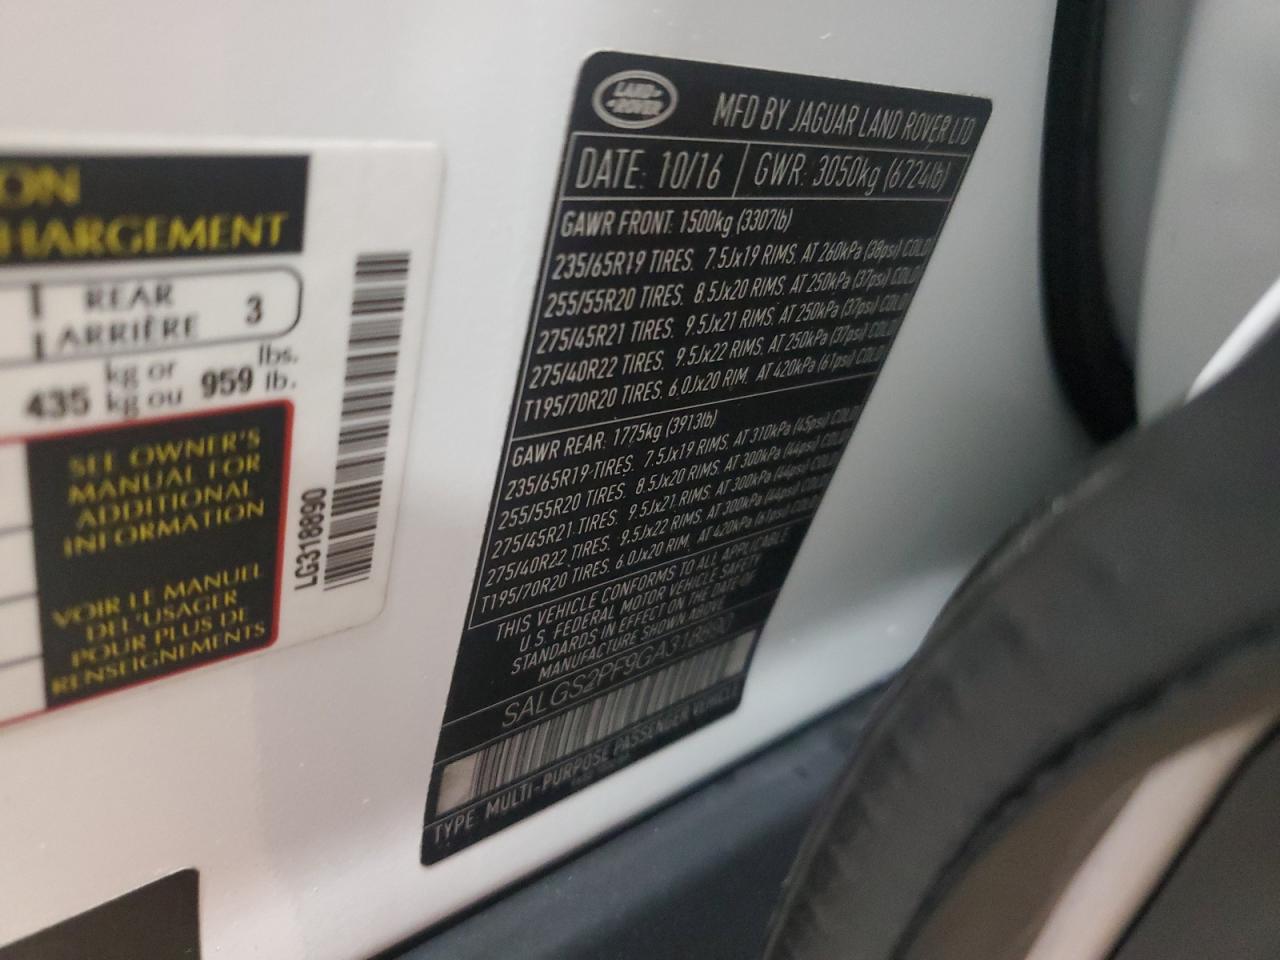 ON
HARGEMENT
REAR
ARRIÈRE 3
435 kg or 959 lbs.
kg ou lb.
SEE OWNER'S
MANUAL FOR
ADDITIONAL
INFORMATION
VOIR LE MANUEL
DE L'USAGER
POUR PLUS DE
RENSEIGNEMENTS
LG318890
LAND-
-ROVER
MFD BY JAGUAR LAND ROVER LTD
DATE: 10/16 GWR: 3050kg (6724lb)
GAWR FRONT: 1500kg (3307lb)
235/65R19 TIRES. 7.5Jx19 RIMS. AT 260kPa (38psi) COLD
255/55R20 TIRES. 8.5Jx20 RIMS. AT 250kPa (37psi) COLD
275/45R21 TIRES. 9.5Jx21 RIMS. AT 250kPa (37psi) COLD
275/40R22 TIRES. 9.5Jx22 RIMS. AT 250kPa (37psi) COLD
T195/70R20 TIRES. 6.0Jx20 RIM. AT 420kPa (61psi) COLD
GAWR REAR: 1775kg (3913lb)
235/65R19 TIRES. 7.5Jx19 RIMS. AT 310kPa (45psi) COLD
255/55R20 TIRES. 8.5Jx20 RIMS. AT 300kPa (44psi) COLD
275/45R21 TIRES. 9.5Jx21 RIMS. AT 300kPa (44psi) COLD
275/40R22 TIRES. 9.5Jx22 RIMS. AT 300kPa (44psi) COLD
T195/70R20 TIRES. 6.0Jx20 RIM. AT 420kPa (61psi) COLD
THIS VEHICLE CONFORMS TO ALL APPLICABLE
U.S. FEDERAL MOTOR VEHICLE SAFETY
STANDARDS IN EFFECT ON THE DATE OF
MANUFACTURE SHOWN ABOVE
SALGS2PF9GA318890
TYPE: MULTI-PURPOSE PASSENGER VEHICLE